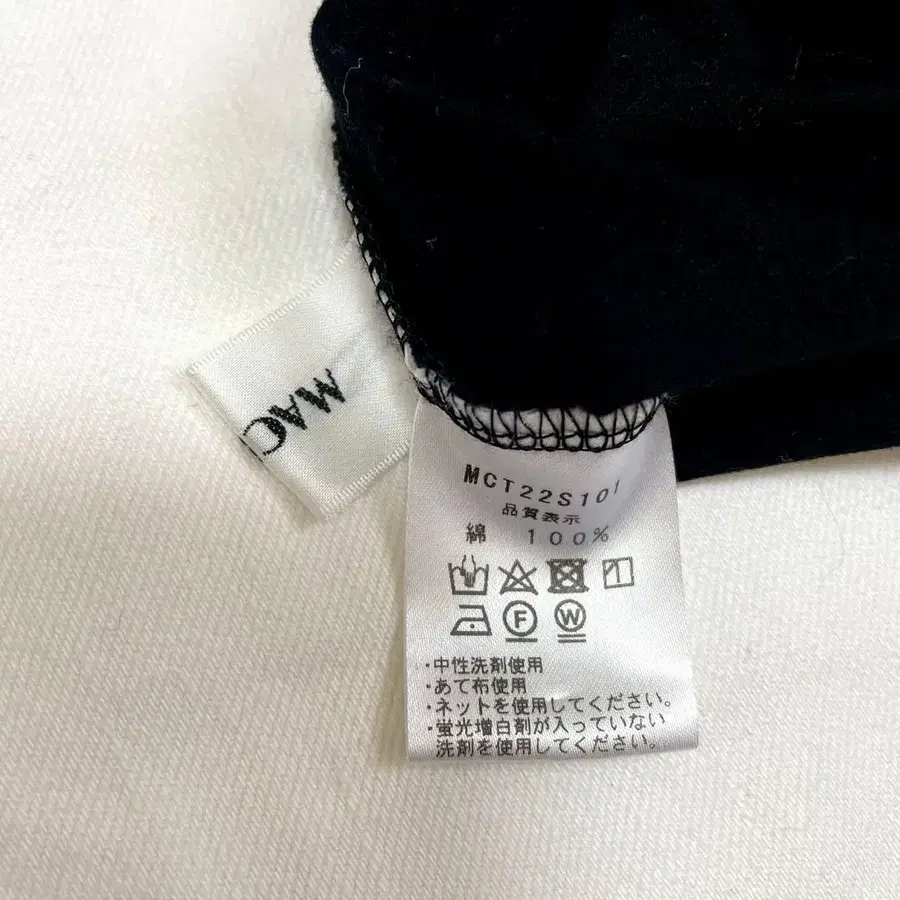 MAC
MCT22S101
品質表示
綿 100%
F W
・中性洗剤使用
・あて布使用
・ネットを使用してください。
・蛍光増白剤が入っていない
洗剤を使用してください。